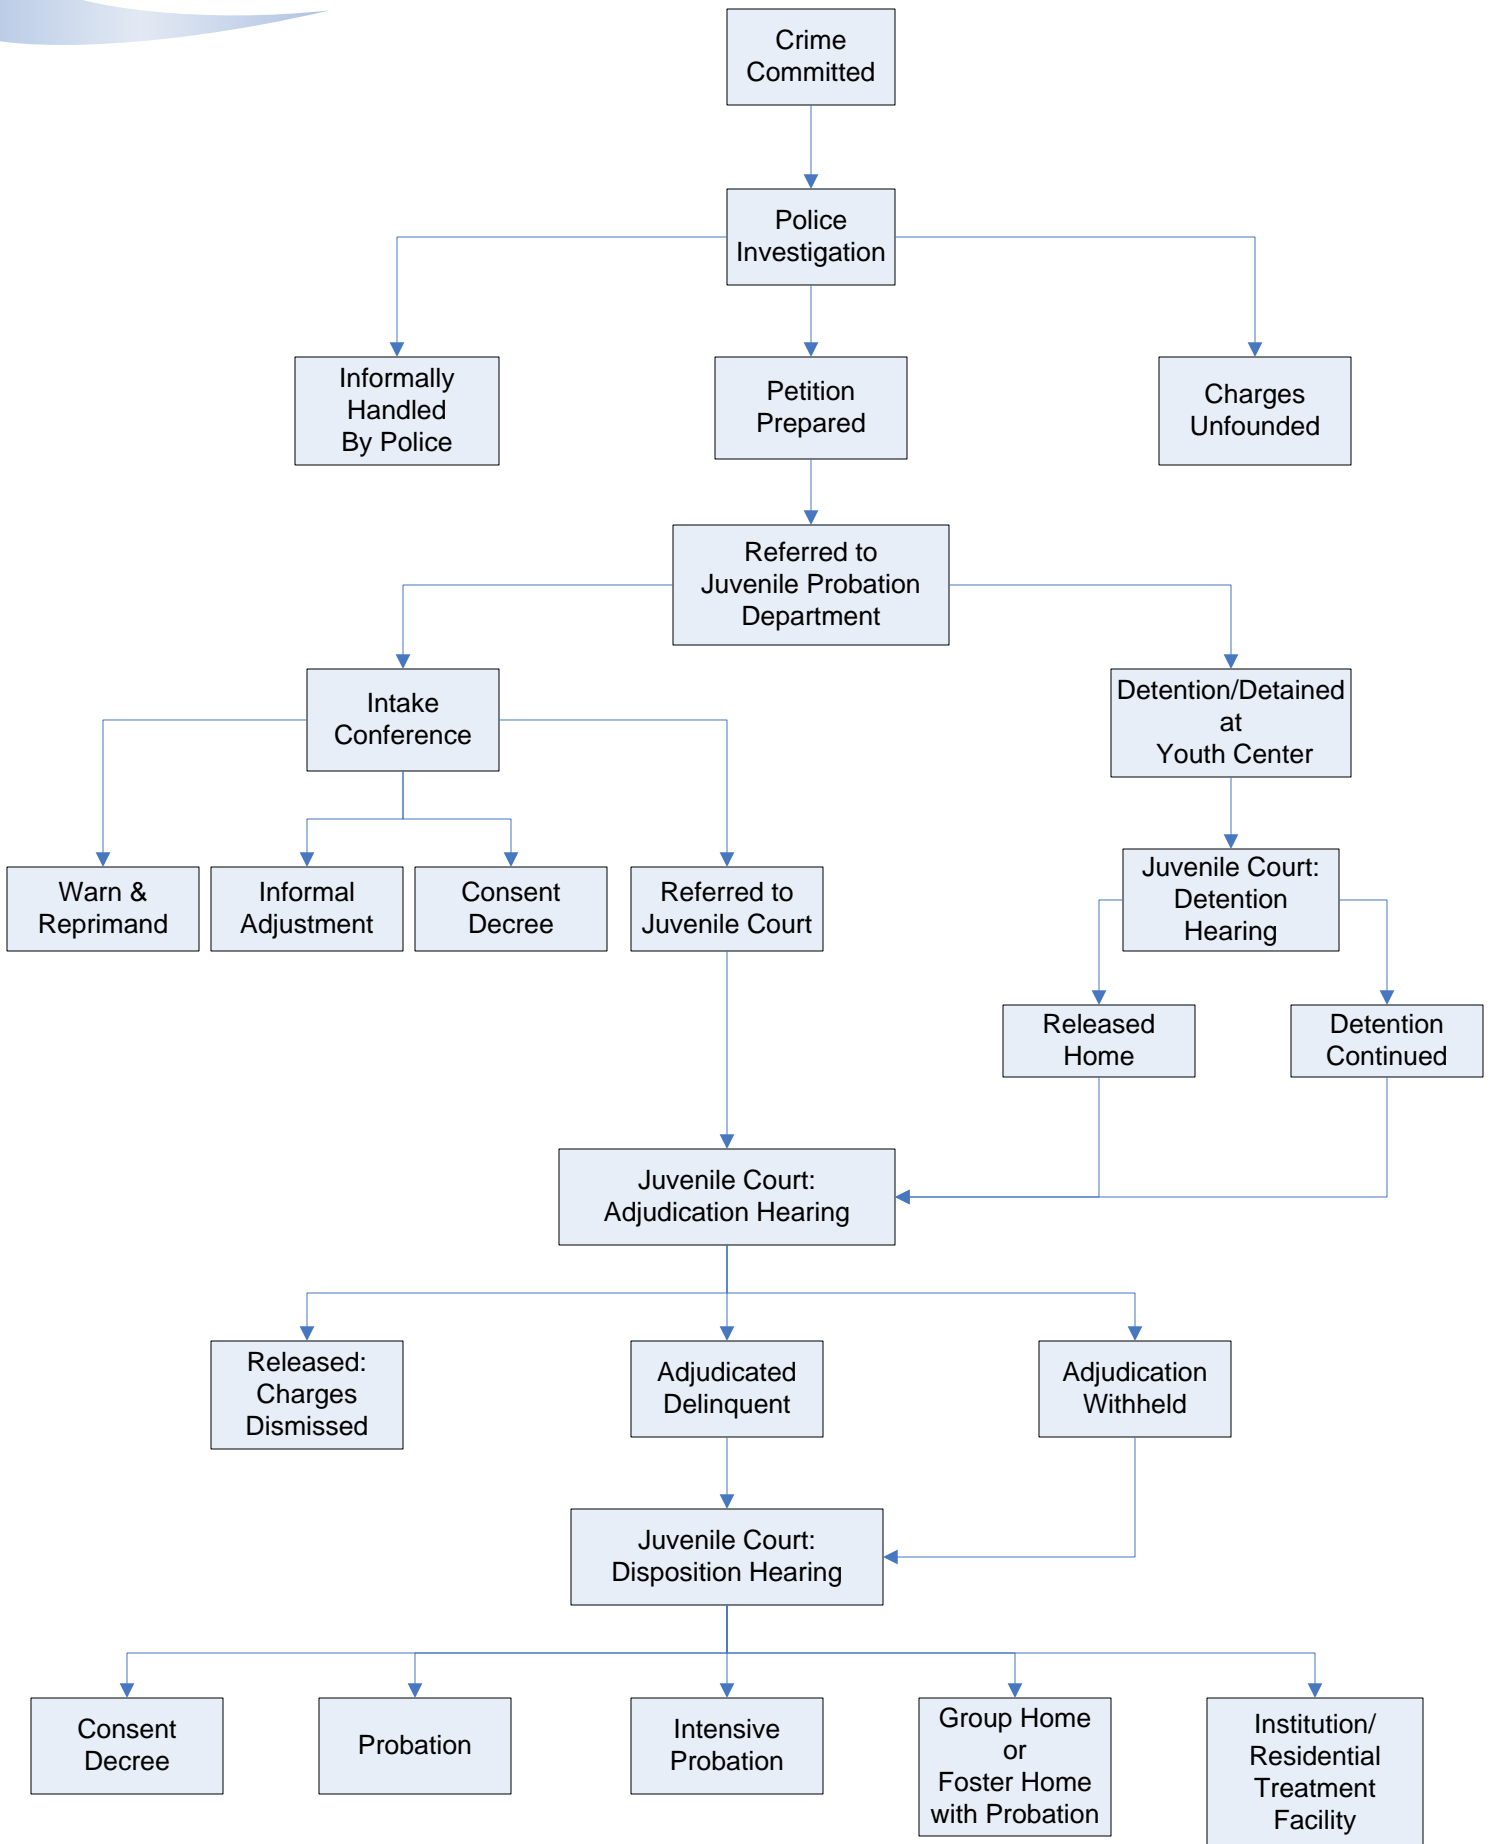 Crime
Committed
Police
Investigation
Informally
Handled
By Police
Petition
Prepared
Charges
Unfounded
Referred to
Juvenile Probation
Department
Intake
Conference
Detention/Detained
at
Youth Center
Warn &
Reprimand
Informal
Adjustment
Consent
Decree
Referred to
Juvenile Court
Juvenile Court:
Detention
Hearing
Released
Home
Detention
Continued
Juvenile Court:
Adjudication Hearing
Released:
Charges
Dismissed
Adjudicated
Delinquent
Adjudication
Withheld
Juvenile Court:
Disposition Hearing
Consent
Decree
Probation
Intensive
Probation
Group Home
or
Foster Home
with Probation
Institution/
Residential
Treatment
Facility